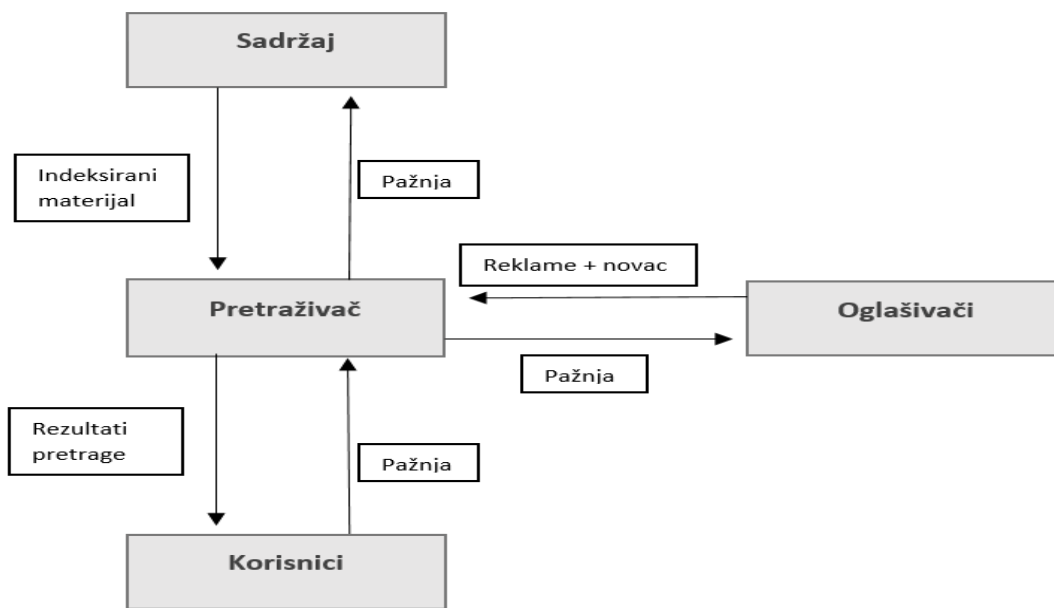 Sadržaj
Indeksirani
materijal
Pažnja
Reklame + novac
Pretraživač
Oglašivači
Pažnja
Rezultati
pretrage
Pažnja
Korisnici